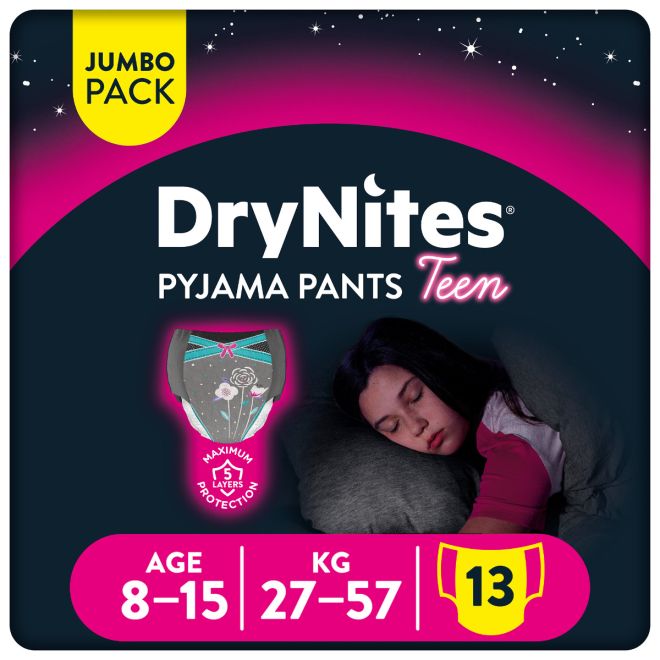 JUMBO
PACK
DryNites®
PYJAMA PANTS Teen
MAXIMUM
5
LAYERS
PROTECTION
AGE
8–15
KG
27–57
13